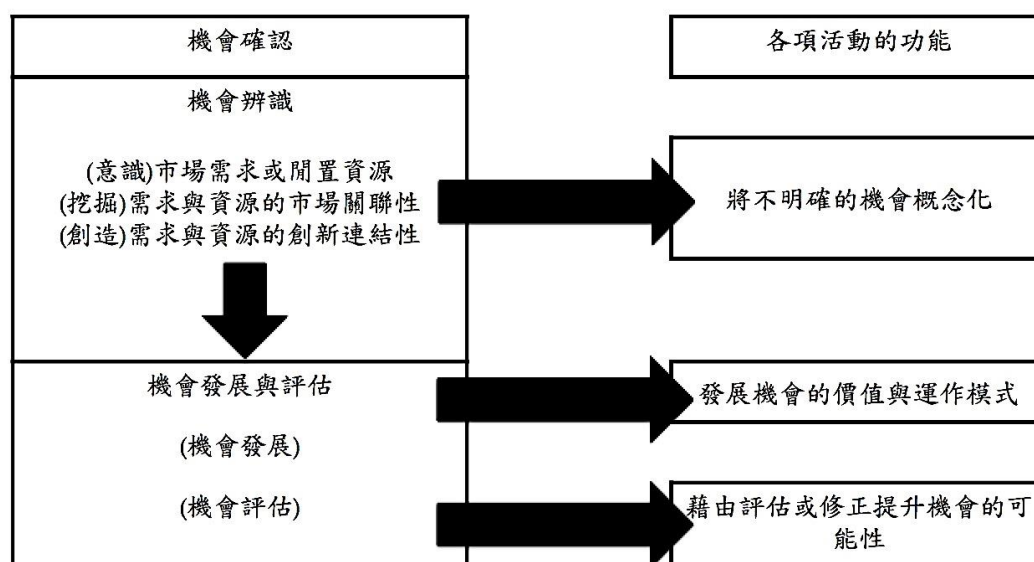 機會確認
各項活動的功能
機會辨識
(意識)市場需求或閒置資源
(挖掘)需求與資源的市場關聯性
(創造)需求與資源的創新連結性
將不明確的機會概念化
機會發展與評估
(機會發展)
(機會評估)
發展機會的價值與運作模式
藉由評估或修正提升機會的可
能性